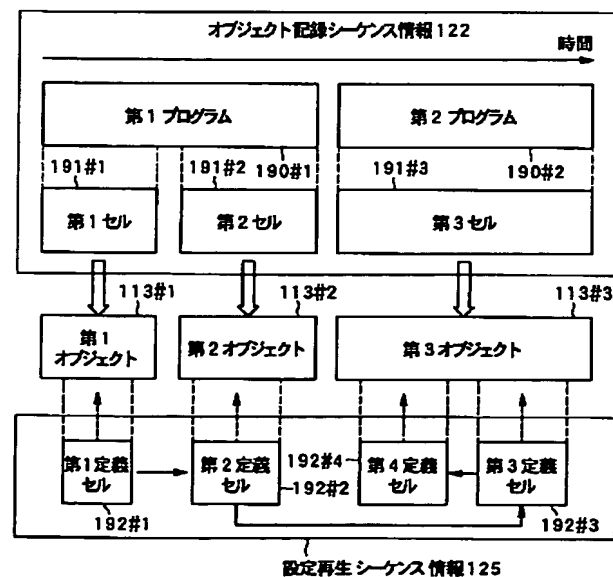 オブジェクト記録シーケンス情報122
時間
第1プログラム
第2プログラム
191#1
191#2
190#1
191#3
190#2
第1セル
第2セル
第3セル
113#1
113#2
113#3
第1
オブジェクト
第2オブジェクト
第3オブジェクト
第1定義
セル
第2定義
セル
192#4
192#2
第4定義
セル
第3定義
セル
192#1
192#3
設定再生シーケンス情報125